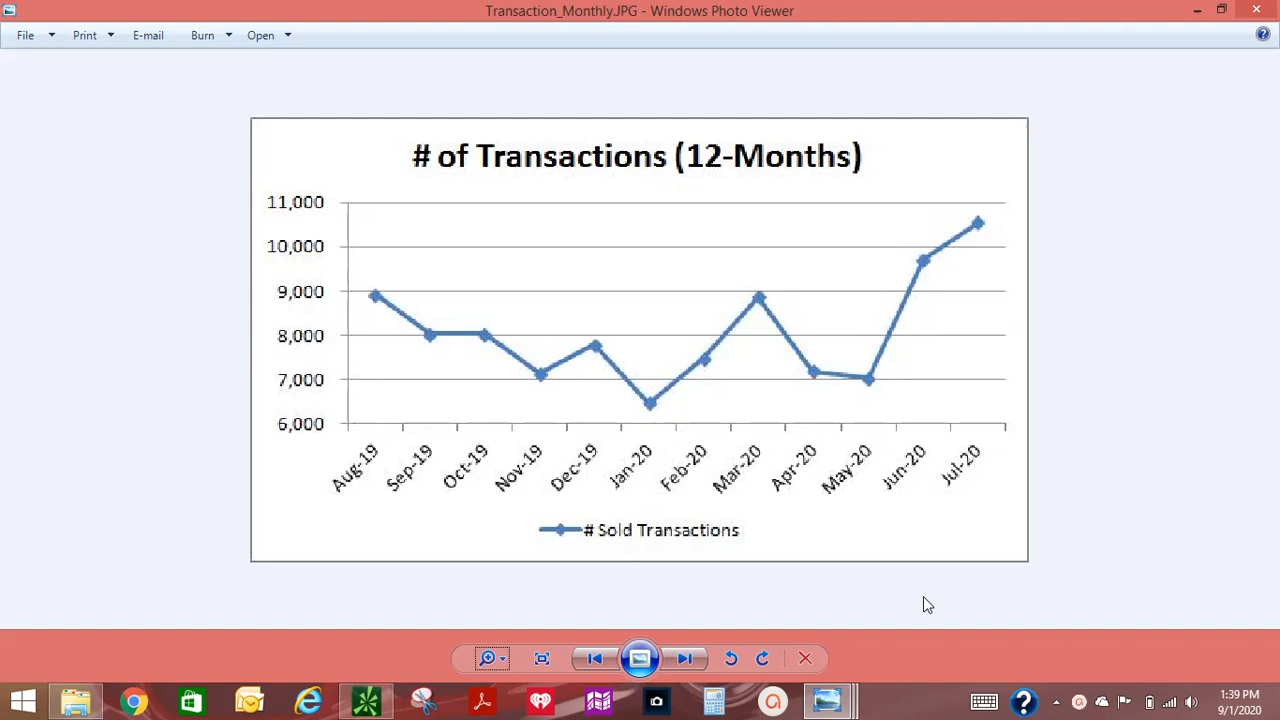 Transaction_Monthly.JPG - Windows Photo Viewer
File Print E-mail Burn Open
# of Transactions (12-Months)
11,000
10,000
9,000
8,000
7,000
6,000
Aug-19 Sep-19 Oct-19 Nov-19 Dec-19 Jan-20 Feb-20 Mar-20 Apr-20 May-20 Jun-20 Jul-20
# Sold Transactions
1:39 PM
9/1/2020